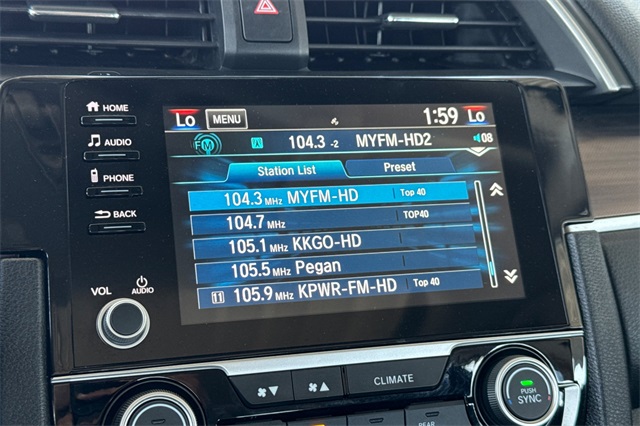 HOME
AUDIO
PHONE
BACK
VOL AUDIO
Lo MENU 1:59 Lo
FM 104.3 -2 MYFM-HD2 08
Station List Preset
104.3 MHz MYFM-HD Top 40
104.7 MHz TOP40
105.1 MHz KKGO-HD
105.5 MHz Pegan
105.9 MHz KPWR-FM-HD Top 40
CLIMATE
PUSH
SYNC
REAR